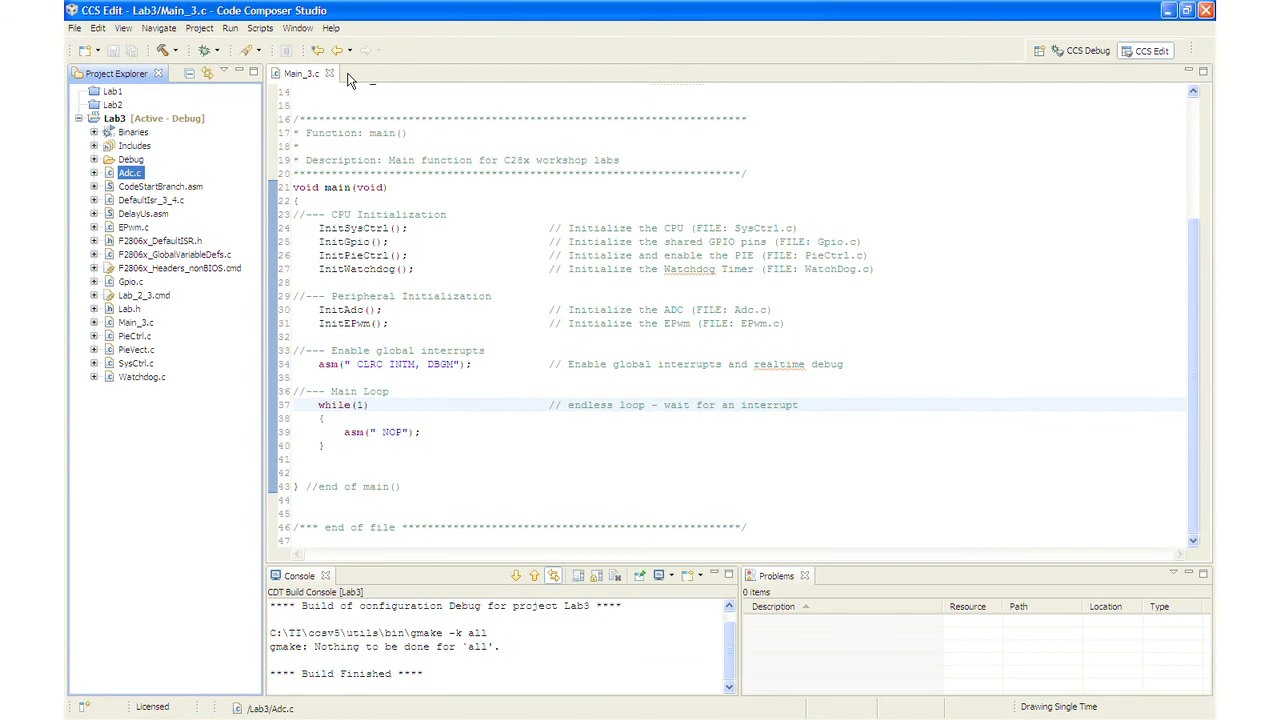 CCS Edit - Lab3/Main_3.c - Code Composer Studio
File Edit View Navigate Project Run Scripts Window Help
CCS Debug CCS Edit
Project Explorer
Main_3.c
Lab1
Lab2
Lab3 [Active - Debug]
Binaries
Includes
Debug
Adc.c
CodeStartBranch.asm
DefaultIsr_3_4.c
DelayUs.asm
EPwm.c
F2806x_DefaultISR.h
F2806x_GlobalVariableDefs.c
F2806x_Headers_nonBIOS.cmd
Gpio.c
Lab_2_3.cmd
Lab.h
Main_3.c
PieCtrl.c
PieVect.c
SysCtrl.c
Watchdog.c
14
15
16 /*********************************************************************
17 * Function: main()
18 *
19 * Description: Main function for C28x workshop labs
20 **********************************************************************/
21 void main(void)
22 {
23 //--- CPU Initialization
24 InitSysCtrl(); // Initialize the CPU (FILE: SysCtrl.c)
25 InitGpio(); // Initialize the shared GPIO pins (FILE: Gpio.c)
26 InitPieCtrl(); // Initialize and enable the PIE (FILE: PieCtrl.c)
27 InitWatchdog(); // Initialize the Watchdog Timer (FILE: WatchDog.c)
28
29 //--- Peripheral Initialization
30 InitAdc(); // Initialize the ADC (FILE: Adc.c)
31 InitEPwm(); // Initialize the EPwm (FILE: EPwm.c)
32
33 //--- Enable global interrupts
34 asm(" CLRC INTM, DBGM"); // Enable global interrupts and realtime debug
35
36 //--- Main Loop
37 while(1) // endless loop - wait for an interrupt
38 {
39 asm(" NOP");
40 }
41
42
43 } //end of main()
44
45
46 /*** end of file *****************************************************/
47
Console
CDT Build Console [Lab3]
**** Build of configuration Debug for project Lab3 ****
C:\TI\ccsv5\utils\bin\gmake -k all
gmake: Nothing to be done for `all'.
**** Build Finished ****
Problems
0 items
Description Resource Path Location Type
Licensed /Lab3/Adc.c Drawing Single Time